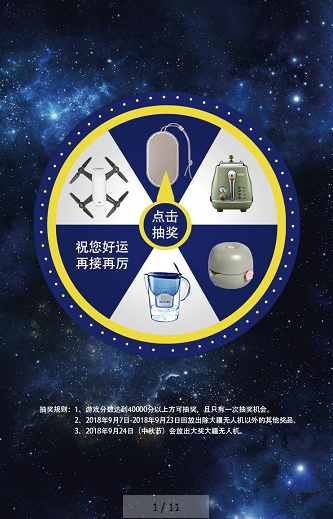 点击
抽奖
祝您好运
再接再厉
抽奖规则：1、游戏分数达到40000分以上方可抽奖，且只有一次抽奖机会。
2、2018年9月7日-2018年9月23日回放出除大疆无人机以外的其他奖品。
3、2018年9月24日（中秋节）会放出大奖大疆无人机。
1 / 11